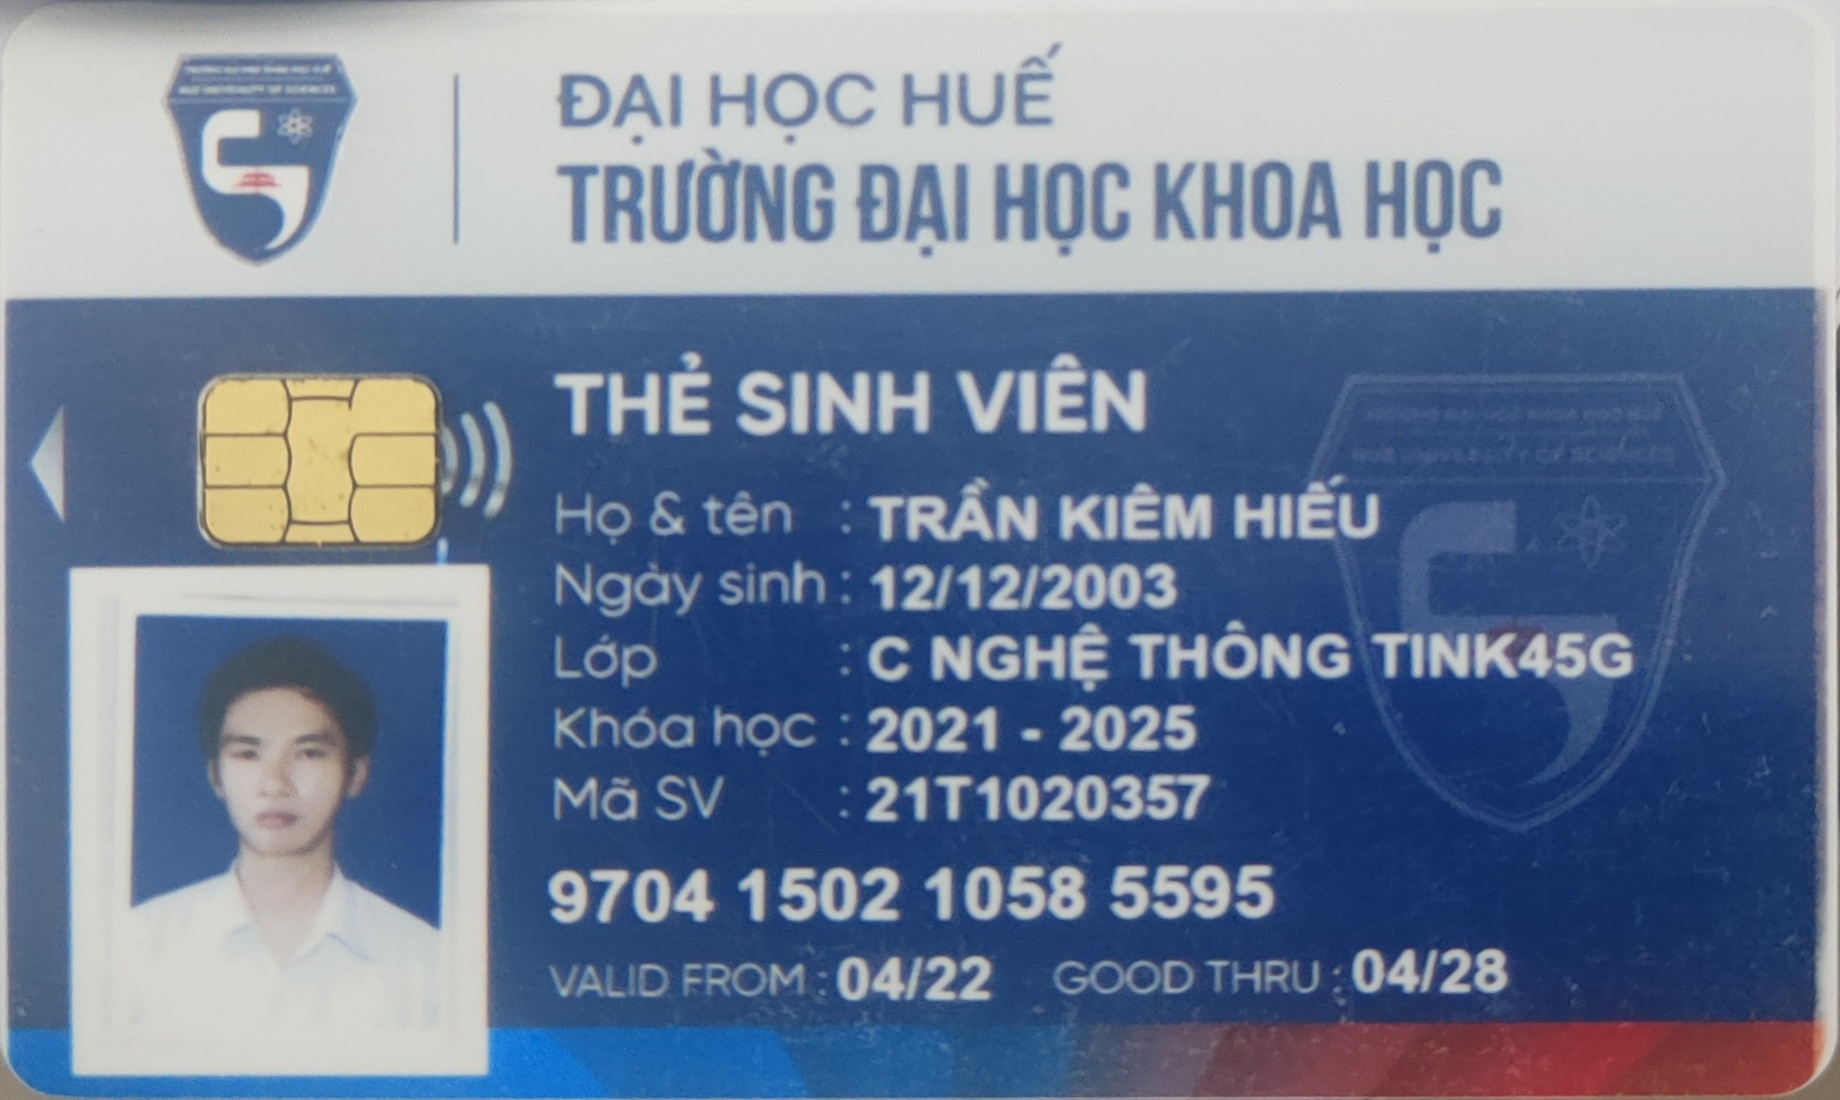 ĐẠI HỌC HUẾ
TRƯỜNG ĐẠI HỌC KHOA HỌC
THẺ SINH VIÊN
Họ & tên : TRẦN KIÊM HIẾU
Ngày sinh : 12/12/2003
Lớp : C NGHỆ THÔNG TINK45G
Khóa học : 2021 - 2025
Mã SV : 21T1020357
9704 1502 1058 5595
VALID FROM : 04/22 GOOD THRU : 04/28